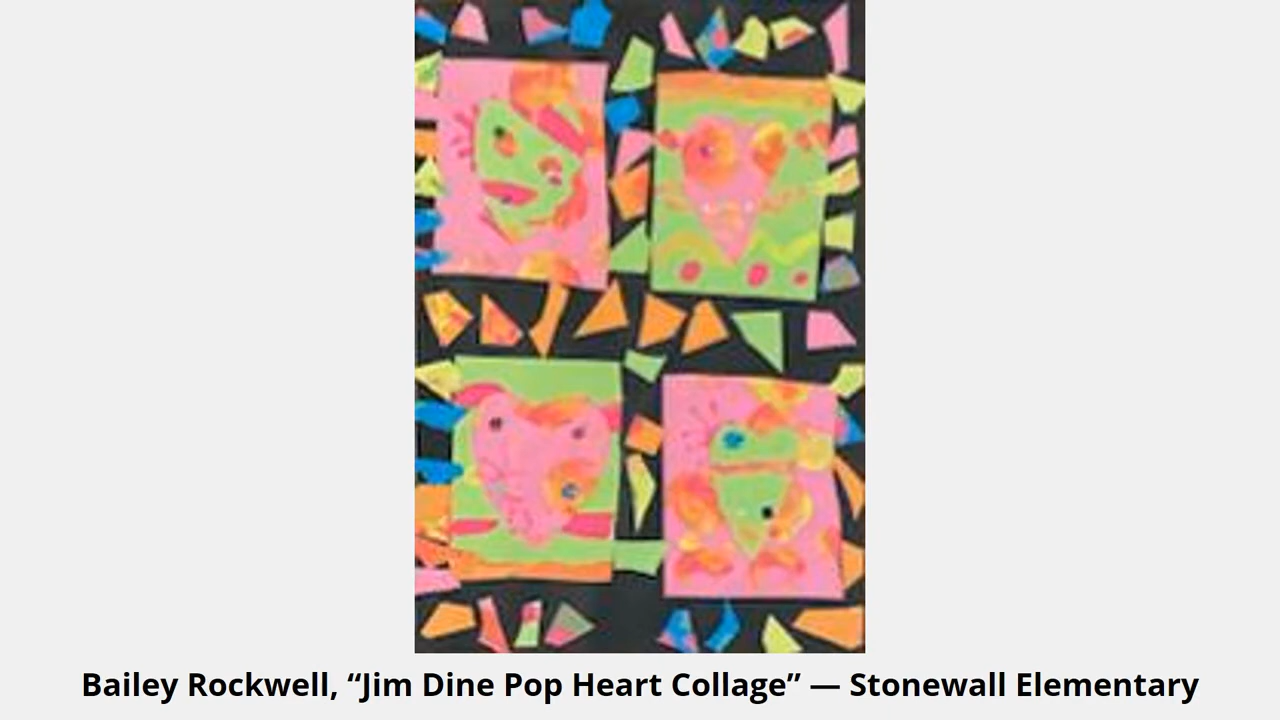 Bailey Rockwell, “Jim Dine Pop Heart Collage” — Stonewall Elementary